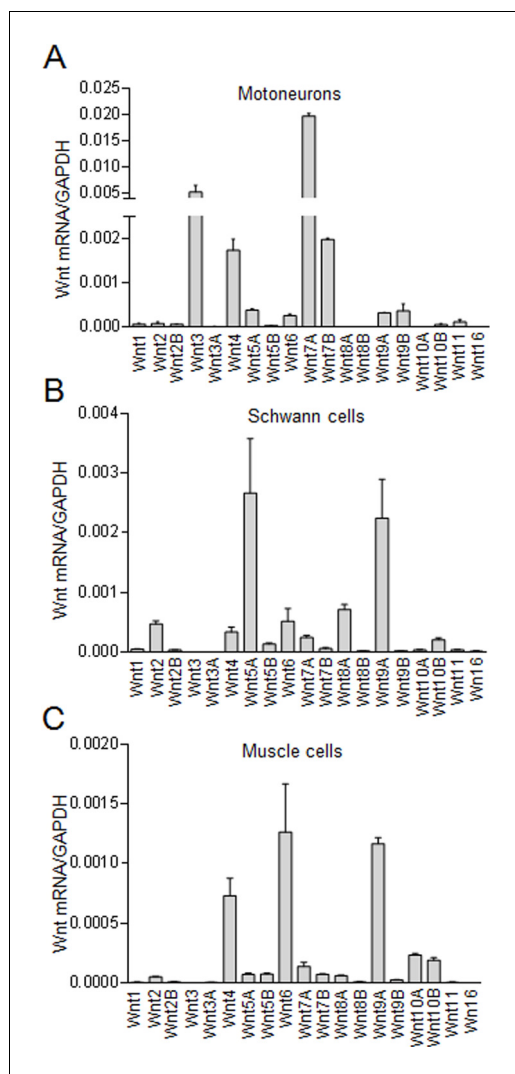 A
Motoneurons
Wnt mRNA/GAPDH
0.025
0.020
0.015
0.010
0.005
0.002
0.001
0.000
Wnt1
Wnt2
Wnt2B
Wnt3
Wnt3A
Wnt4
Wnt5A
Wnt5B
Wnt6
Wnt7A
Wnt7B
Wnt8A
Wnt8B
Wnt9A
Wnt9B
Wnt10A
Wnt10B
Wnt11
Wnt16
B
Schwann cells
Wnt mRNA/GAPDH
0.004
0.003
0.002
0.001
0.000
Wnt1
Wnt2
Wnt2B
Wnt3
Wnt3A
Wnt4
Wnt5A
Wnt5B
Wnt6
Wnt7A
Wnt7B
Wnt8A
Wnt8B
Wnt9A
Wnt9B
Wnt10A
Wnt10B
Wnt11
Wn16
C
Muscle cells
Wnt mRNA/GAPDH
0.0020
0.0015
0.0010
0.0005
0.0000
Wnt1
Wnt2
Wnt2B
Wnt3
Wnt3A
Wnt4
Wnt5A
Wnt5B
Wnt6
Wnt7A
Wnt7B
Wnt8A
Wnt8B
Wnt9A
Wnt9B
Wnt10A
Wnt10B
Wnt11
Wn16